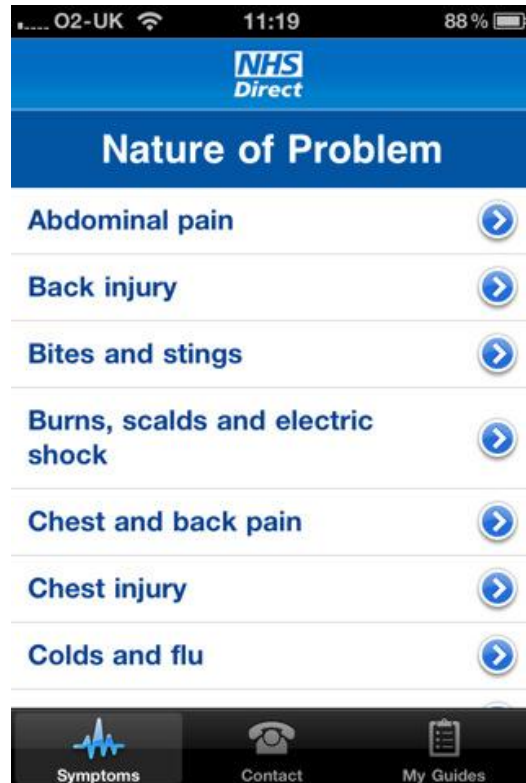 O2-UK 11:19 88%
NHS
Direct
Nature of Problem
Abdominal pain
Back injury
Bites and stings
Burns, scalds and electric
shock
Chest and back pain
Chest injury
Colds and flu
Symptoms Contact My Guides